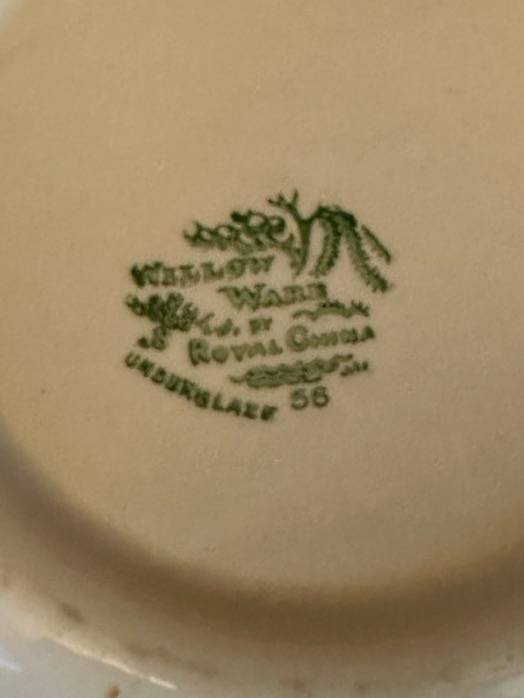 WILLOW
WARE
BY
ROYAL CHINA
UNDERGLAZE 56